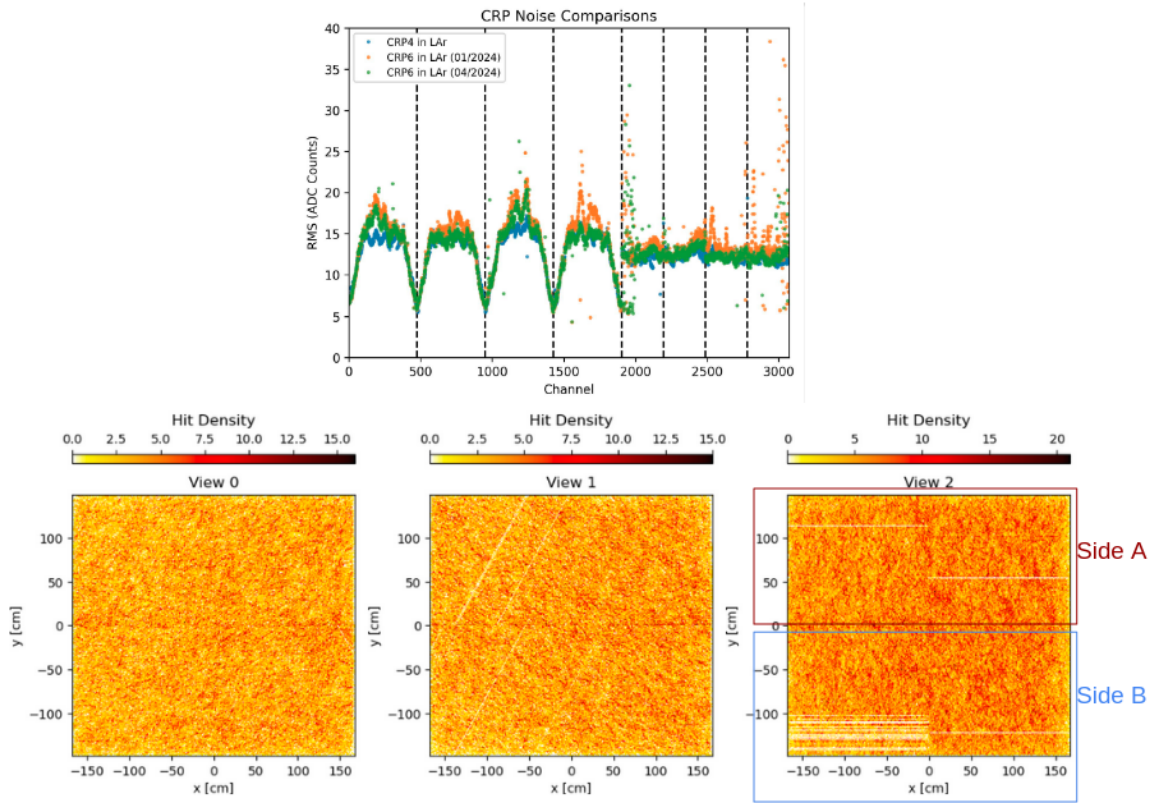 CRP Noise Comparisons
40
35
30
25
20
15
10
5
0
RMS (ADC Counts)
CRP4 in LAr
CRP6 in LAr (01/2024)
CRP6 in LAr (04/2024)
0 500 1000 1500 2000 2500 3000
Channel
Hit Density
0.0 2.5 5.0 7.5 10.0 12.5 15.0
View 0
y [cm]
100
50
0
−50
−100
−150 −100 −50 0 50 100 150
x [cm]
Hit Density
0.0 2.5 5.0 7.5 10.0 12.5 15.0
View 1
y [cm]
100
50
0
−50
−100
−150 −100 −50 0 50 100 150
x [cm]
Hit Density
0 5 10 15 20
View 2
y [cm]
100
50
0
−50
−100
−150 −100 −50 0 50 100 150
x [cm]
Side A
Side B